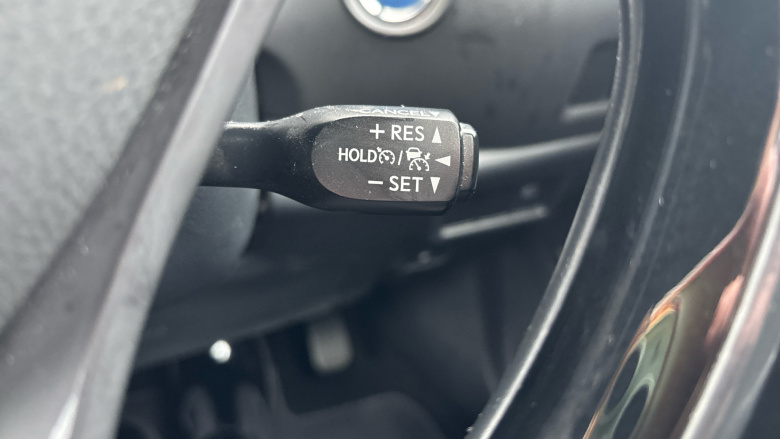 CANCEL
+ RES
HOLD /
− SET